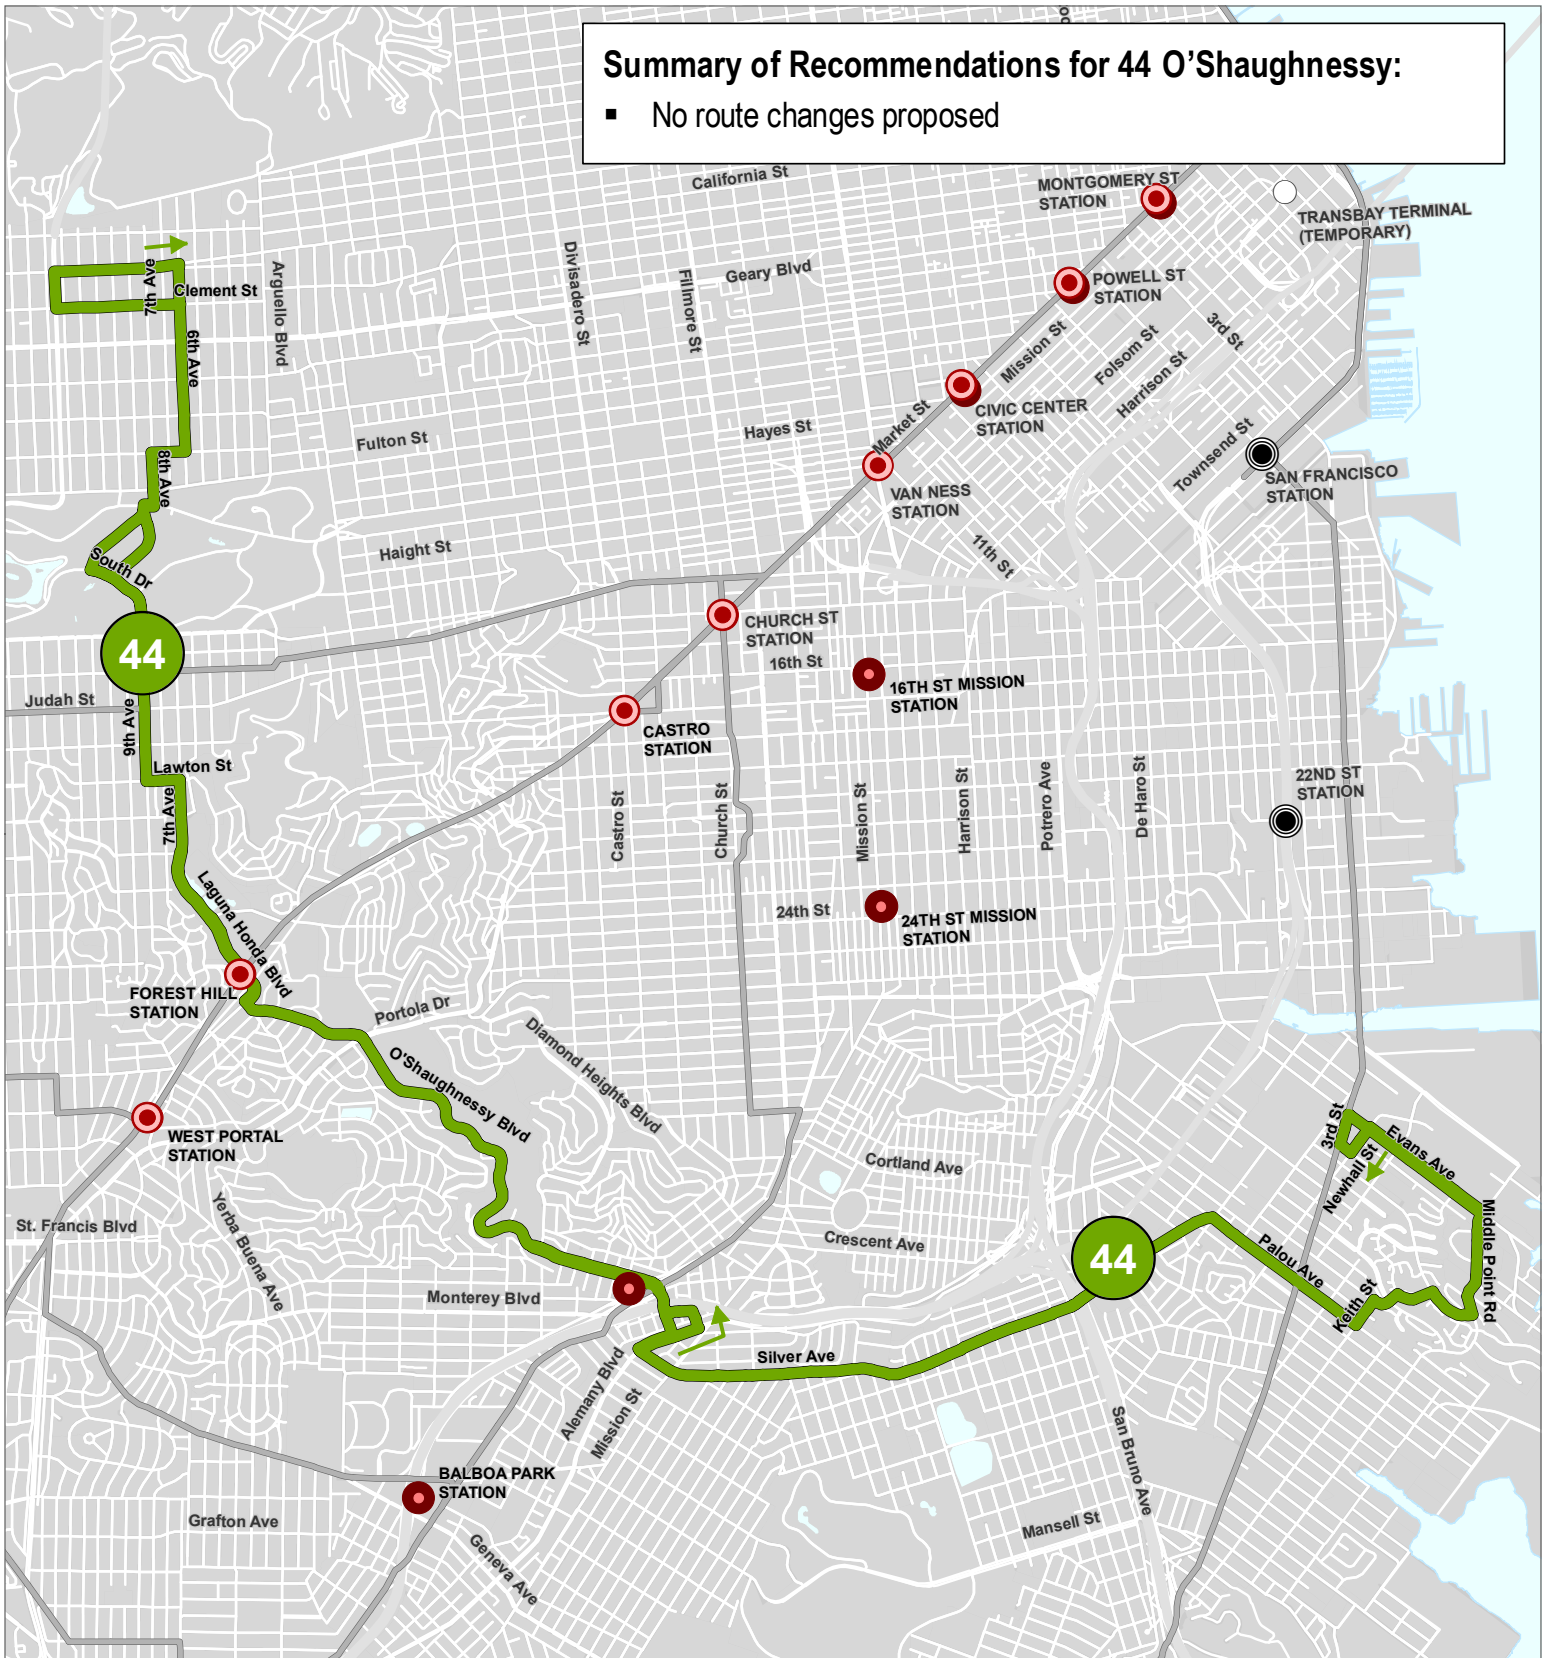 Summary of Recommendations for 44 O'Shaughnessy:
▪ No route changes proposed
California St
MONTGOMERY ST
STATION
TRANSBAY TERMINAL
(TEMPORARY)
7th Ave
Clement St
Arguello Blvd
Divisadero St
Fillmore St
Geary Blvd
POWELL ST
STATION
6th Ave
Mission St
Folsom St
3rd St
Harrison St
CIVIC CENTER
STATION
Market St
Hayes St
Fulton St
8th Ave
Townsend St
SAN FRANCISCO
STATION
VAN NESS
STATION
Haight St
11th St
South Dr
44
CHURCH ST
STATION
16th St
16TH ST MISSION
STATION
Judah St
9th Ave
CASTRO
STATION
Lawton St
7th Ave
Castro St
Church St
Mission St
Harrison St
Potrero Ave
De Haro St
22ND ST
STATION
Laguna Honda Blvd
24th St
24TH ST MISSION
STATION
FOREST HILL
STATION
Portola Dr
O'Shaughnessy Blvd
Diamond Heights Blvd
WEST PORTAL
STATION
Cortland Ave
3rd St
Newhall St
Evans Ave
Middle Point Rd
St. Francis Blvd
Yerba Buena Ave
Crescent Ave
44
Palou Ave
Keith St
Monterey Blvd
Silver Ave
Alemany Blvd
Mission St
San Bruno Ave
BALBOA PARK
STATION
Grafton Ave
Geneva Ave
Mansell St